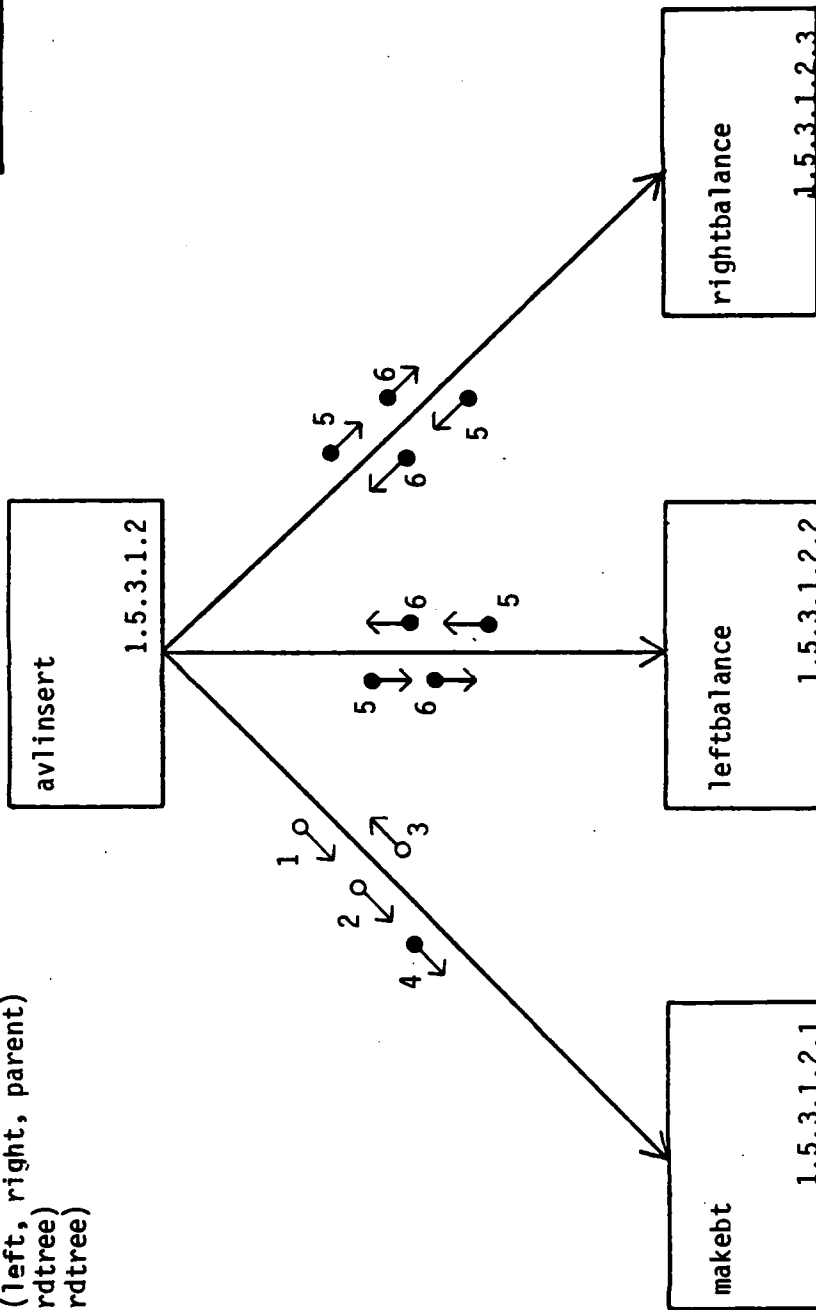 (left, right, parent)
rdtree)
rdtree)
avlinsert
1.5.3.1.2
1
2
4
3
5
6
6
5
5
6
6
5
makebt
1.5.3.1.2.1
leftbalance
1.5.3.1.2.2
rightbalance
1.5.3.1.2.3